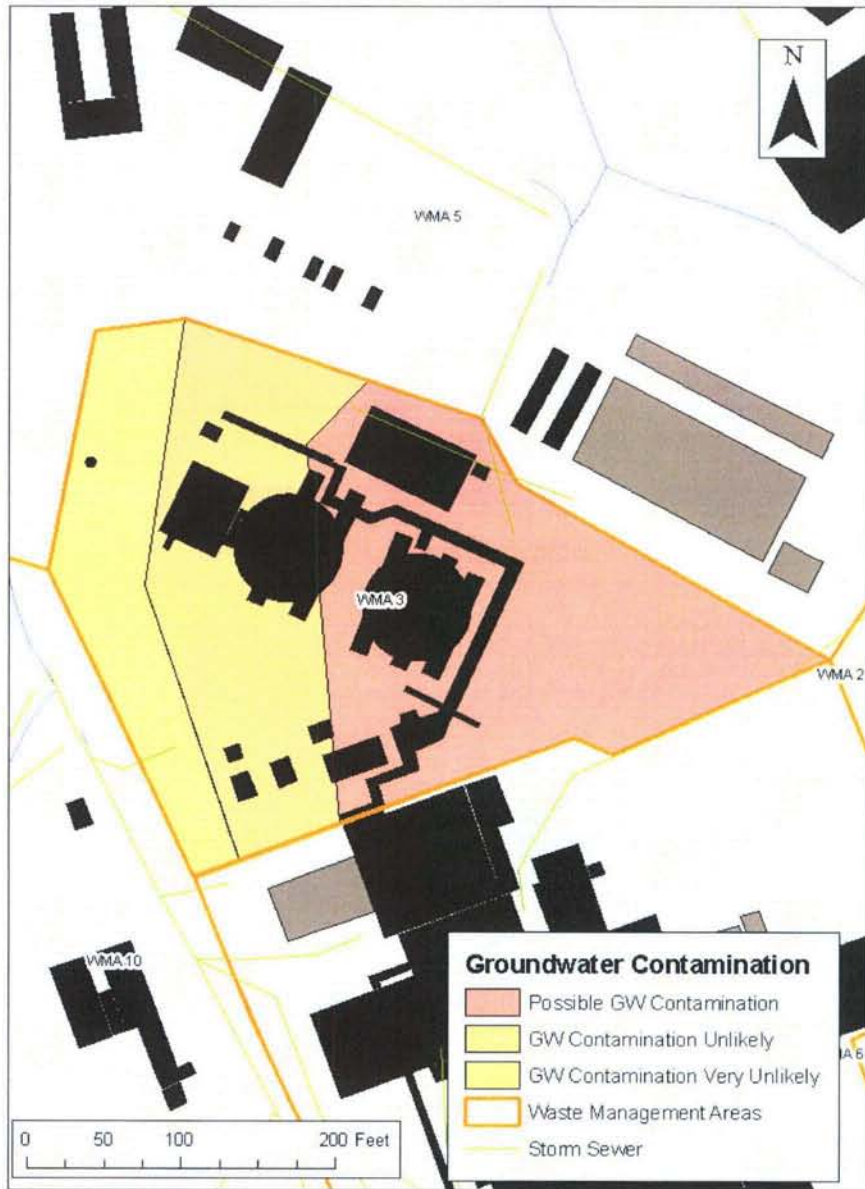 N
WMA 5
WMA 3
WMA 2
WMA 10
Groundwater Contamination
Possible GW Contamination
GW Contamination Unlikely
GW Contamination Very Unlikely
Waste Management Areas
Storm Sewer
0 50 100 200 Feet